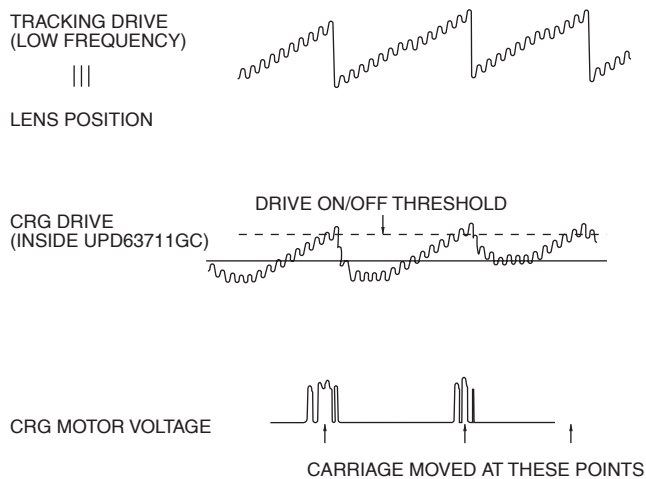 TRACKING DRIVE
(LOW FREQUENCY)
LENS POSITION
DRIVE ON/OFF THRESHOLD
CRG DRIVE
(INSIDE UPD63711GC)
CRG MOTOR VOLTAGE
CARRIAGE MOVED AT THESE POINTS